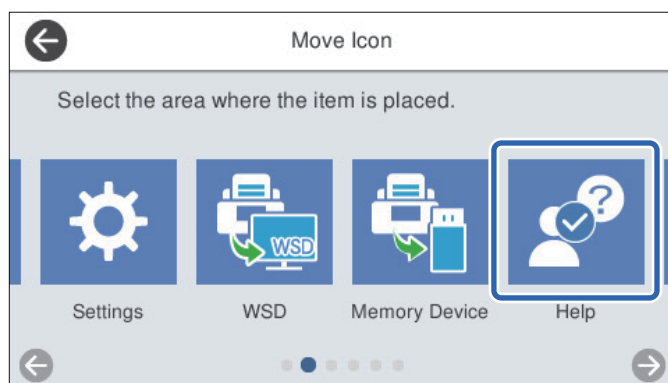 Move Icon
Select the area where the item is placed.
WSD
?
Settings
WSD
Memory Device
Help